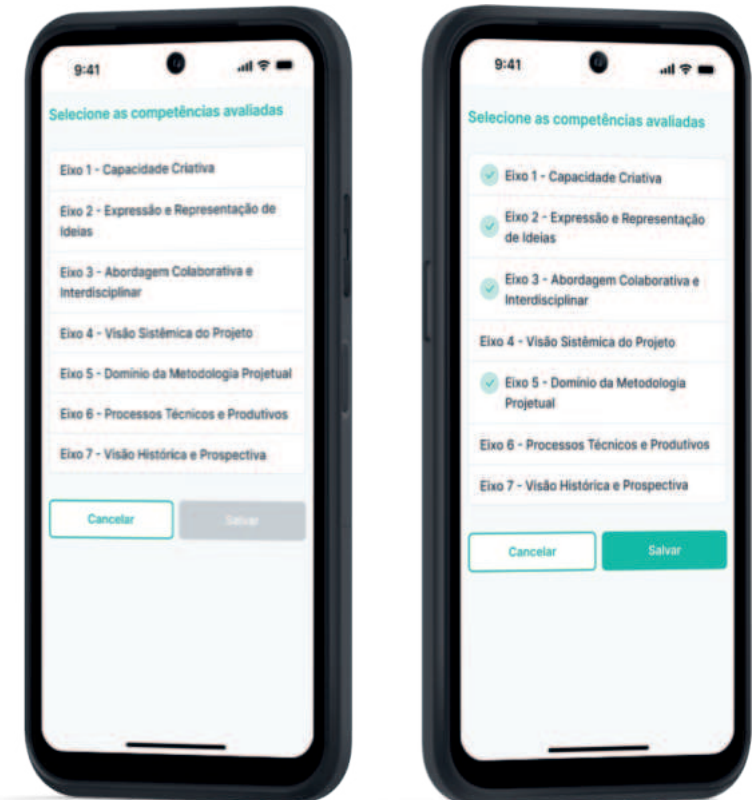 9:41
Selecione as competências avaliadas
Eixo 1 - Capacidade Criativa
Eixo 2 - Expressão e Representação de
Ideias
Eixo 3 - Abordagem Colaborativa e
Interdisciplinar
Eixo 4 - Visão Sistêmica do Projeto
Eixo 5 - Domínio da Metodologia Projetual
Eixo 6 - Processos Técnicos e Produtivos
Eixo 7 - Visão Histórica e Prospectiva
Cancelar
Salvar
9:41
Selecione as competências avaliadas
Eixo 1 - Capacidade Criativa
Eixo 2 - Expressão e Representação
de Ideias
Eixo 3 - Abordagem Colaborativa e
Interdisciplinar
Eixo 4 - Visão Sistêmica do Projeto
Eixo 5 - Domínio da Metodologia
Projetual
Eixo 6 - Processos Técnicos e Produtivos
Eixo 7 - Visão Histórica e Prospectiva
Cancelar
Salvar